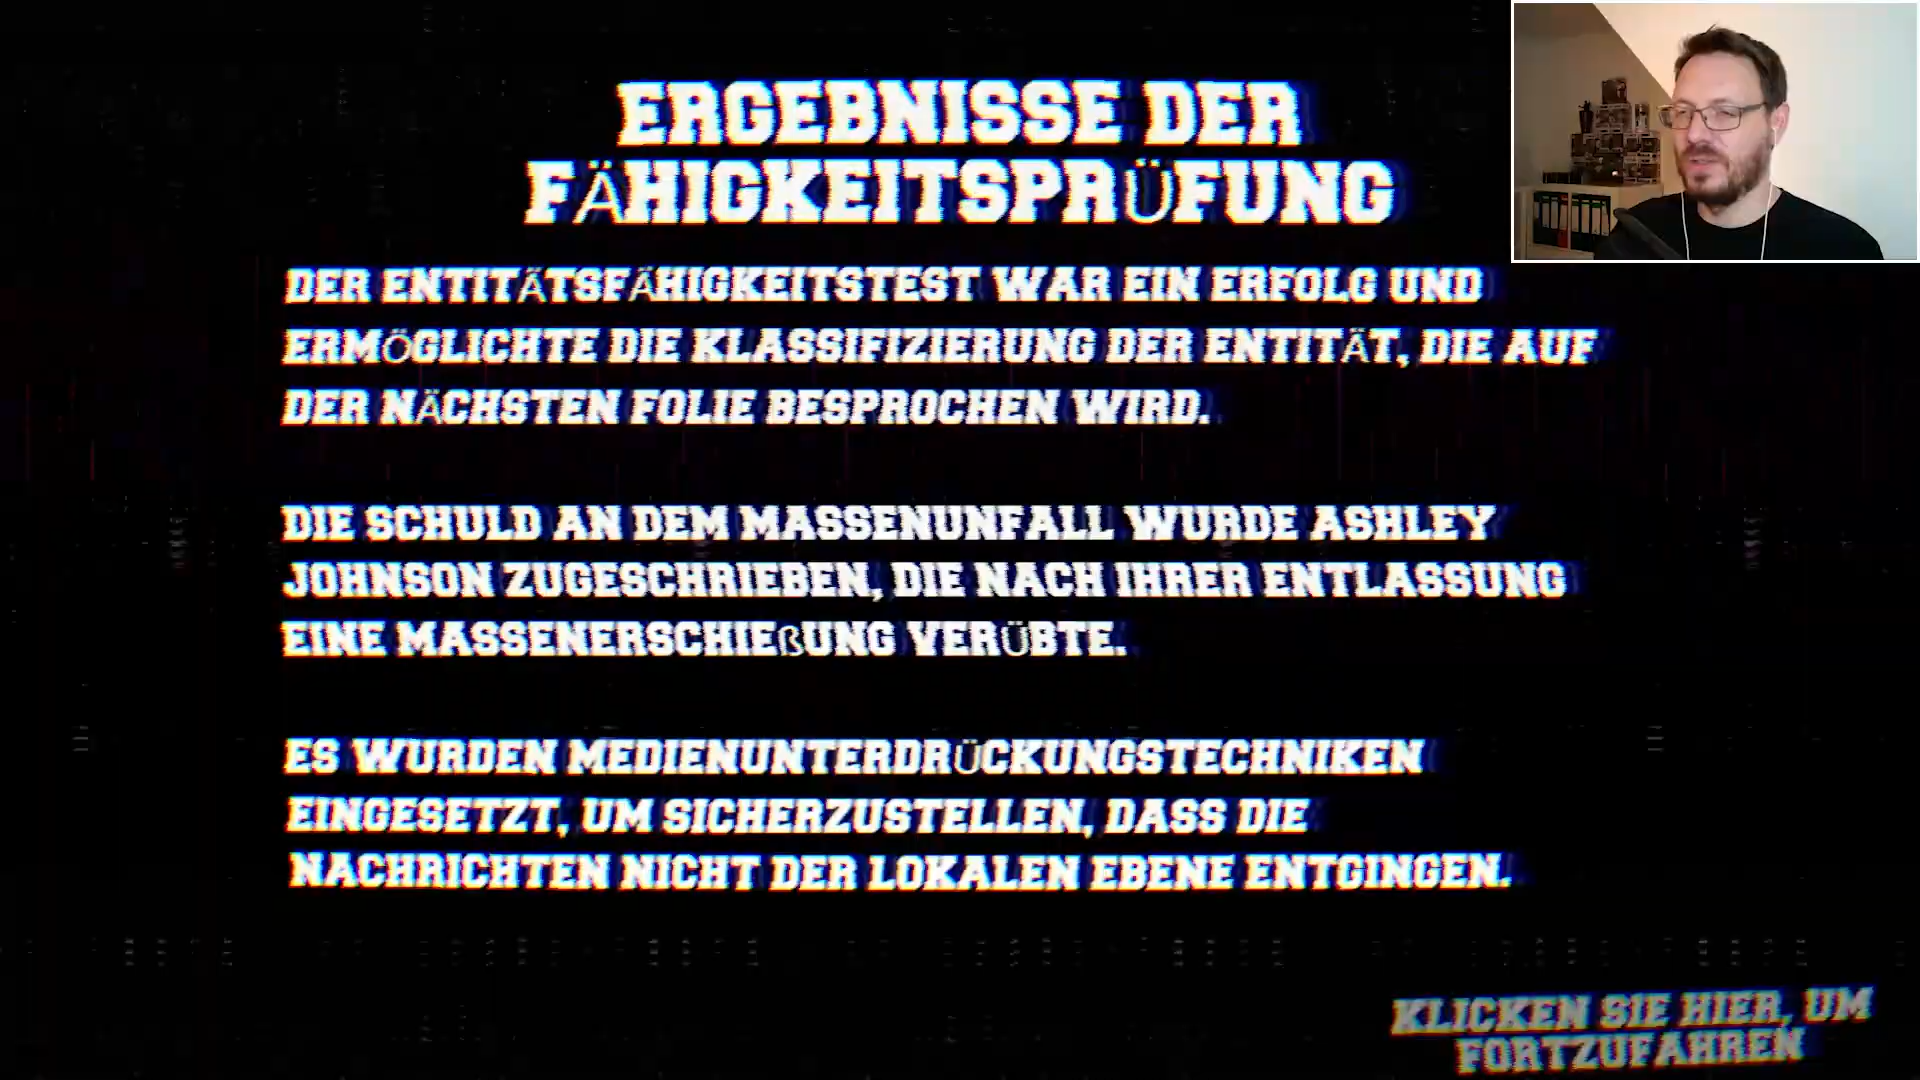 ERGEBNISSE DER
FÄHIGKEITSPRÜFUNG
DER ENTITÄTSFÄHIGKEITSTEST WAR EIN ERFOLG UND
ERMÖGLICHTE DIE KLASSIFIZIERUNG DER ENTITÄT, DIE AUF
DER NÄCHSTEN FOLIE BESPROCHEN WIRD.
DIE SCHULD AN DEM MASSENUNFALL WURDE ASHLEY
JOHNSON ZUGESCHRIEBEN, DIE NACH IHRER ENTLASSUNG
EINE MASSENERSCHIEßUNG VERÜBTE.
ES WURDEN MEDIENUNTERDRÜCKUNGSTECHNIKEN
EINGESETZT, UM SICHERZUSTELLEN, DASS DIE
NACHRICHTEN NICHT DER LOKALEN EBENE ENTGINGEN.
KLICKEN SIE HIER, UM
FORTZUFAHREN